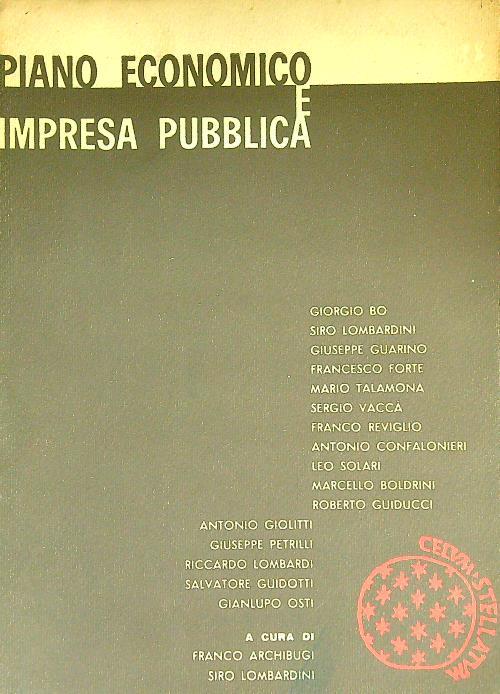 PIANO ECONOMICO
E
IMPRESA PUBBLICA
GIORGIO BO
SIRO LOMBARDINI
GIUSEPPE GUARINO
FRANCESCO FORTE
MARIO TALAMONA
SERGIO VACCÀ
FRANCO REVIGLIO
ANTONIO CONFALONIERI
LEO SOLARI
MARCELLO BOLDRINI
ROBERTO GUIDUCCI
ANTONIO GIOLITTI
GIUSEPPE PETRILLI
RICCARDO LOMBARDI
SALVATORE GUIDOTTI
GIANLUPO OSTI
A CURA DI
FRANCO ARCHIBUGI
SIRO LOMBARDINI
CELVM STELLATVM